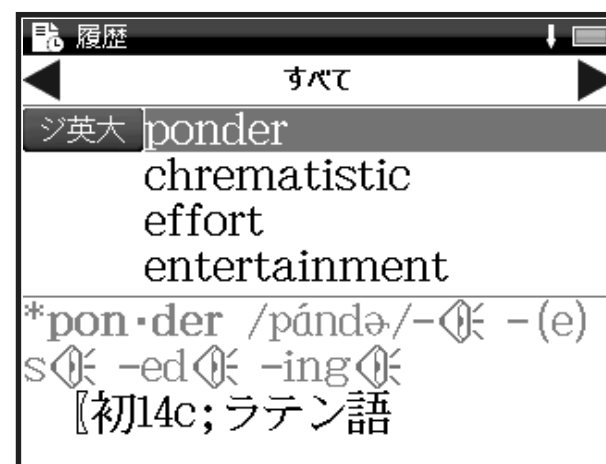 履歴
すべて
ジ英大 ponder
chrematistic
effort
entertainment
*pon·der /pándɚ/– –(e)
s –ed –ing
〖初14c;ラテン語